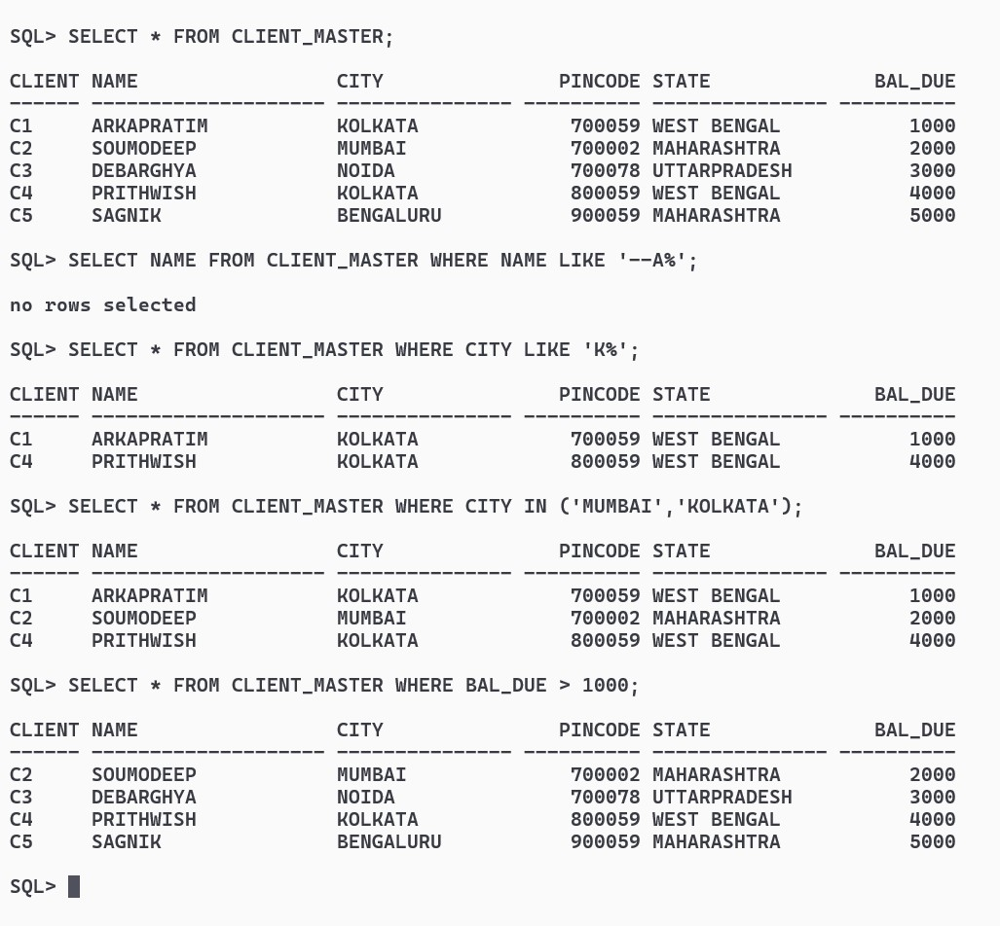 SQL> SELECT * FROM CLIENT_MASTER;
CLIENT NAME                 CITY               PINCODE STATE              BAL_DUE
------ -------------------- --------------- ---------- --------------- ----------
C1     ARKAPRATIM           KOLKATA             700059 WEST BENGAL           1000
C2     SOUMODEEP            MUMBAI              700002 MAHARASHTRA           2000
C3     DEBARGHYA            NOIDA               700078 UTTARPRADESH          3000
C4     PRITHWISH            KOLKATA             800059 WEST BENGAL           4000
C5     SAGNIK               BENGALURU           900059 MAHARASHTRA           5000
SQL> SELECT NAME FROM CLIENT_MASTER WHERE NAME LIKE '--A%';
no rows selected
SQL> SELECT * FROM CLIENT_MASTER WHERE CITY LIKE 'K%';
CLIENT NAME                 CITY               PINCODE STATE              BAL_DUE
------ -------------------- --------------- ---------- --------------- ----------
C1     ARKAPRATIM           KOLKATA             700059 WEST BENGAL           1000
C4     PRITHWISH            KOLKATA             800059 WEST BENGAL           4000
SQL> SELECT * FROM CLIENT_MASTER WHERE CITY IN ('MUMBAI','KOLKATA');
CLIENT NAME                 CITY               PINCODE STATE              BAL_DUE
------ -------------------- --------------- ---------- --------------- ----------
C1     ARKAPRATIM           KOLKATA             700059 WEST BENGAL           1000
C2     SOUMODEEP            MUMBAI              700002 MAHARASHTRA           2000
C4     PRITHWISH            KOLKATA             800059 WEST BENGAL           4000
SQL> SELECT * FROM CLIENT_MASTER WHERE BAL_DUE > 1000;
CLIENT NAME                 CITY               PINCODE STATE              BAL_DUE
------ -------------------- --------------- ---------- --------------- ----------
C2     SOUMODEEP            MUMBAI              700002 MAHARASHTRA           2000
C3     DEBARGHYA            NOIDA               700078 UTTARPRADESH          3000
C4     PRITHWISH            KOLKATA             800059 WEST BENGAL           4000
C5     SAGNIK               BENGALURU           900059 MAHARASHTRA           5000
SQL>